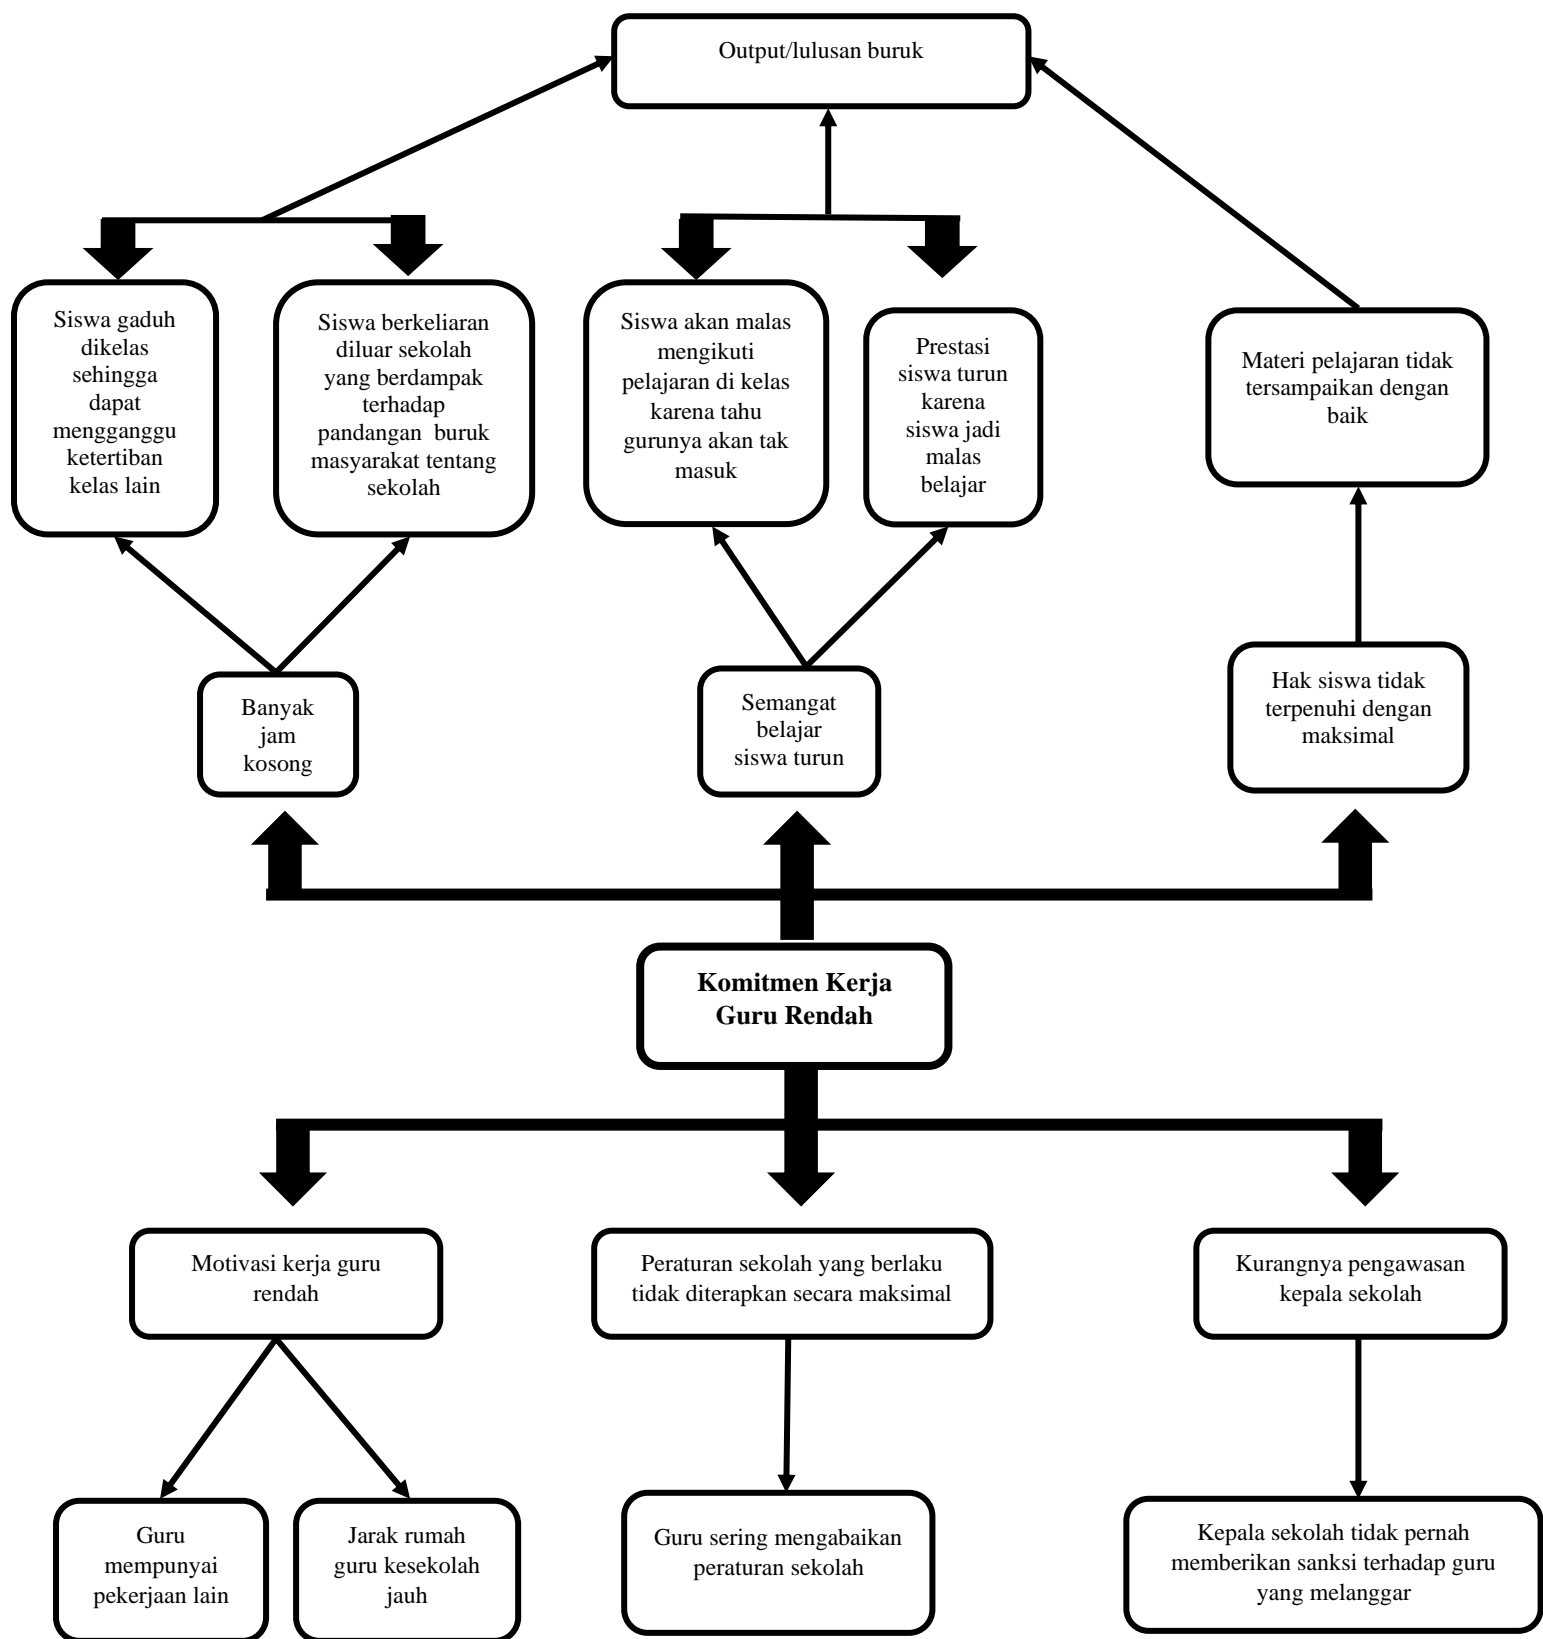 Output/lulusan buruk
Siswa gaduh
dikelas
sehingga
dapat
mengganggu
ketertiban
kelas lain
Siswa berkeliaran
diluar sekolah
yang berdampak
terhadap
pandangan buruk
masyarakat tentang
sekolah
Siswa akan malas
mengikuti
pelajaran di kelas
karena tahu
gurunya akan tak
masuk
Prestasi
siswa turun
karena
siswa jadi
malas
belajar
Materi pelajaran tidak
tersampaikan dengan
baik
Banyak
jam
kosong
Semangat
belajar
siswa turun
Hak siswa tidak
terpenuhi dengan
maksimal
Komitmen Kerja
Guru Rendah
Motivasi kerja guru
rendah
Peraturan sekolah yang berlaku
tidak diterapkan secara maksimal
Kurangnya pengawasan
kepala sekolah
Guru
mempunyai
pekerjaan lain
Jarak rumah
guru kesekolah
jauh
Guru sering mengabaikan
peraturan sekolah
Kepala sekolah tidak pernah
memberikan sanksi terhadap guru
yang melanggar